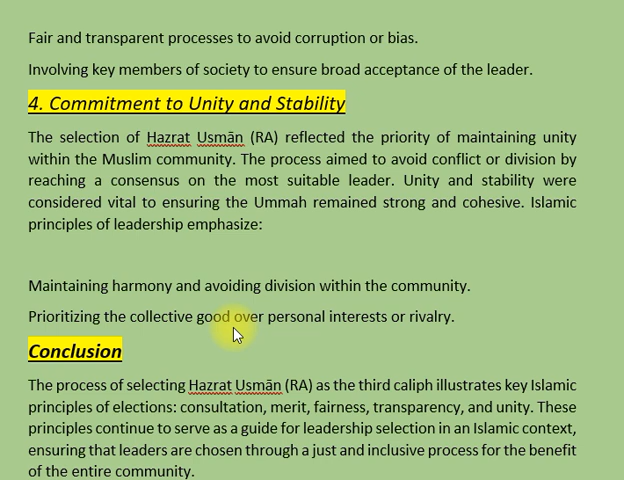 Fair and transparent processes to avoid corruption or bias.
Involving key members of society to ensure broad acceptance of the leader.
4. Commitment to Unity and Stability
The selection of Hazrat Usmān (RA) reflected the priority of maintaining unity
within the Muslim community. The process aimed to avoid conflict or division by
reaching a consensus on the most suitable leader. Unity and stability were
considered vital to ensuring the Ummah remained strong and cohesive. Islamic
principles of leadership emphasize:
Maintaining harmony and avoiding division within the community.
Prioritizing the collective good over personal interests or rivalry.
Conclusion
The process of selecting Hazrat Usmān (RA) as the third caliph illustrates key Islamic
principles of elections: consultation, merit, fairness, transparency, and unity. These
principles continue to serve as a guide for leadership selection in an Islamic context,
ensuring that leaders are chosen through a just and inclusive process for the benefit
of the entire community.